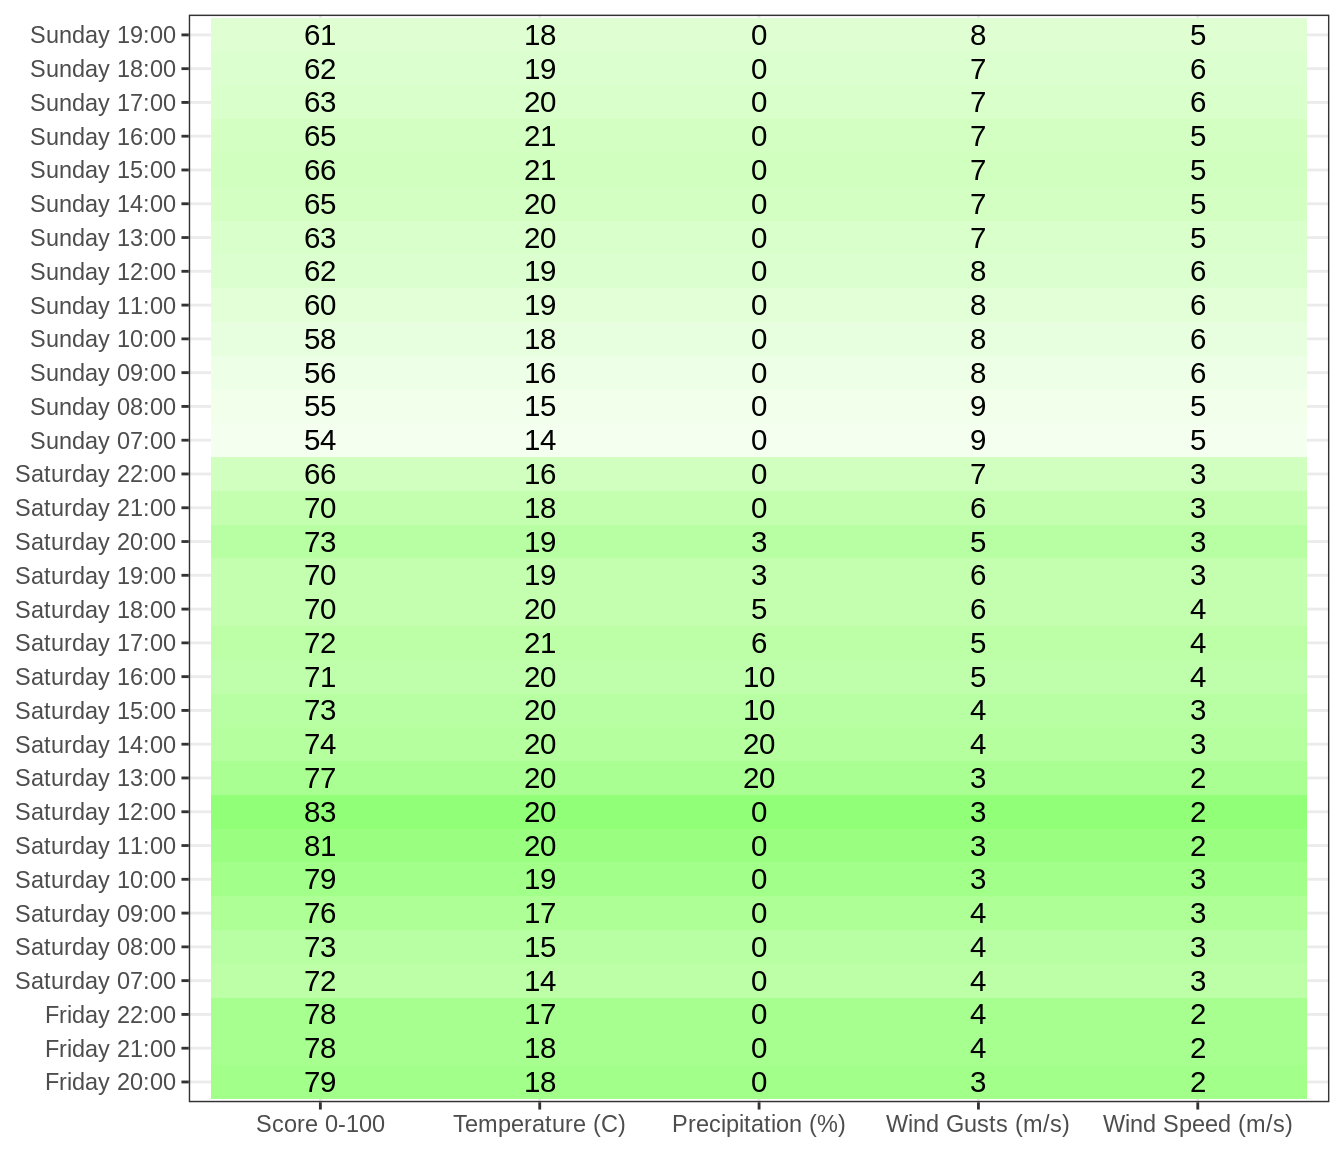 Sunday 19:00 61 18 0 8 5
Sunday 18:00 62 19 0 7 6
Sunday 17:00 63 20 0 7 6
Sunday 16:00 65 21 0 7 5
Sunday 15:00 66 21 0 7 5
Sunday 14:00 65 20 0 7 5
Sunday 13:00 63 20 0 7 5
Sunday 12:00 62 19 0 8 6
Sunday 11:00 60 19 0 8 6
Sunday 10:00 58 18 0 8 6
Sunday 09:00 56 16 0 8 6
Sunday 08:00 55 15 0 9 5
Sunday 07:00 54 14 0 9 5
Saturday 22:00 66 16 0 7 3
Saturday 21:00 70 18 0 6 3
Saturday 20:00 73 19 3 5 3
Saturday 19:00 70 19 3 6 3
Saturday 18:00 70 20 5 6 4
Saturday 17:00 72 21 6 5 4
Saturday 16:00 71 20 10 5 4
Saturday 15:00 73 20 10 4 3
Saturday 14:00 74 20 20 4 3
Saturday 13:00 77 20 20 3 2
Saturday 12:00 83 20 0 3 2
Saturday 11:00 81 20 0 3 2
Saturday 10:00 79 19 0 3 3
Saturday 09:00 76 17 0 4 3
Saturday 08:00 73 15 0 4 3
Saturday 07:00 72 14 0 4 3
Friday 22:00 78 17 0 4 2
Friday 21:00 78 18 0 4 2
Friday 20:00 79 18 0 3 2
Score 0-100 Temperature (C) Precipitation (%) Wind Gusts (m/s) Wind Speed (m/s)